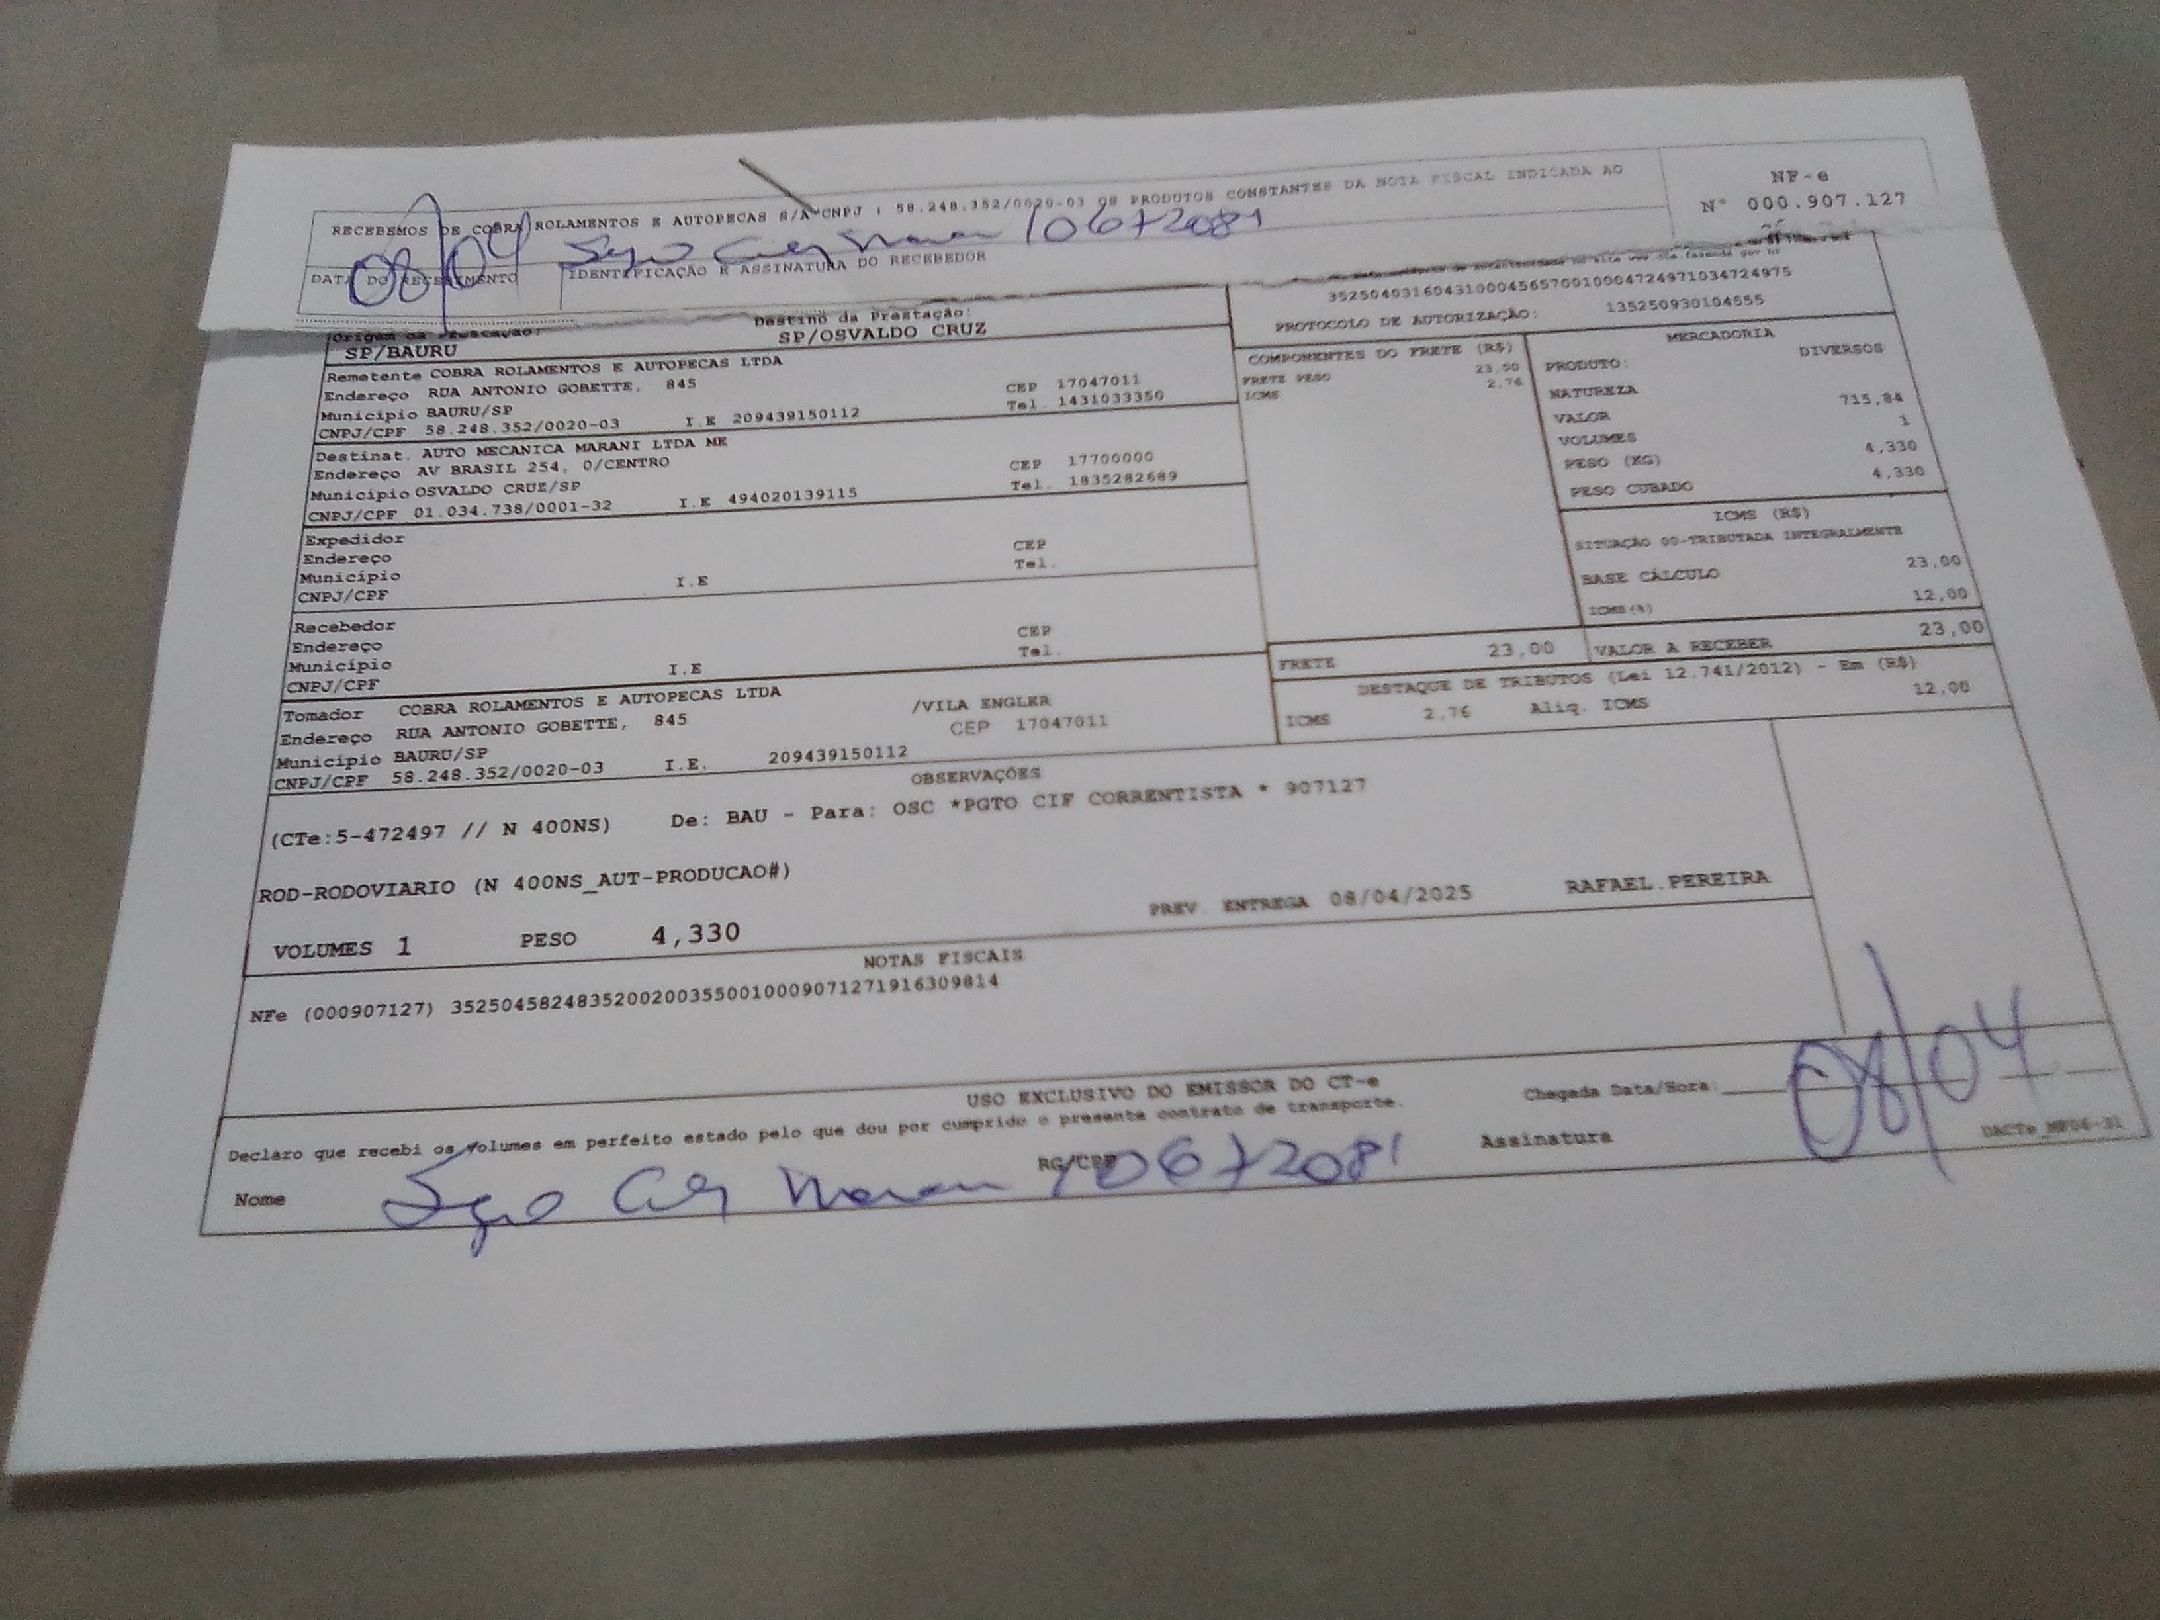 RECEBEMOS DE COBRA ROLAMENTOS E AUTOPECAS S/A CNPJ : 58.248.352/0020-03 OS PRODUTOS CONSTANTES DA NOTA FISCAL INDICADA AO
NF-e
Nº 000.907.127
08/04 10672081
DATA DO RECEBIMENTO IDENTIFICAÇÃO E ASSINATURA DO RECEBEDOR
35250403160431000456570010004724971034724975
PROTOCOLO DE AUTORIZAÇÃO: 135250930104555
Origem da Prestação: Destino da Prestação:
SP/BAURU SP/OSVALDO CRUZ
Remetente COBRA ROLAMENTOS E AUTOPECAS LTDA
Endereço RUA ANTONIO GOBETTE, 845 CEP 17047011
Município BAURU/SP Tel. 1431033350
CNPJ/CPF 58.248.352/0020-03 I.E 209439150112
Destinat. AUTO MECANICA MARANI LTDA ME
Endereço AV BRASIL 254, 0/CENTRO CEP 17700000
Município OSVALDO CRUZ/SP Tel. 1835282689
CNPJ/CPF 01.034.738/0001-32 I.E 494020139115
Expedidor
Endereço CEP
Município Tel.
CNPJ/CPF I.E
Recebedor
Endereço CEP
Município Tel.
CNPJ/CPF I.E
Tomador COBRA ROLAMENTOS E AUTOPECAS LTDA
Endereço RUA ANTONIO GOBETTE, 845 /VILA ENGLER
Município BAURU/SP CEP 17047011
CNPJ/CPF 58.248.352/0020-03 I.E. 209439150112
COMPONENTES DO FRETE (R$)
FRETE PESO 23,00
ICMS 2,76
MERCADORIA
PRODUTO: DIVERSOS
NATUREZA
VALOR 715,84
VOLUMES 1
PESO (KG) 4,330
PESO CUBADO 4,330
ICMS (R$)
SITUAÇÃO 00-TRIBUTADA INTEGRALMENTE
BASE CÁLCULO 23,00
ICMS(%) 12,00
FRETE 23,00 VALOR A RECEBER 23,00
DESTAQUE DE TRIBUTOS (Lei 12.741/2012) - Em (R$)
ICMS 2,76 Aliq. ICMS 12,00
OBSERVAÇÕES
(CTe:5-472497 // N 400NS) De: BAU - Para: OSC *PGTO CIF CORRENTISTA * 907127
ROD-RODOVIARIO (N 400NS_AUT-PRODUCAO#)
PREV. ENTREGA 08/04/2025 RAFAEL.PEREIRA
VOLUMES 1 PESO 4,330
NOTAS FISCAIS
NFe (000907127) 35250458248352002003550010009071271916309814
USO EXCLUSIVO DO EMISSOR DO CT-e
Declaro que recebi os volumes em perfeito estado pelo que dou por cumprido o presente contrato de transporte.
Chegada Data/Hora: 08/04
Nome RG/CPF 10672081 Assinatura